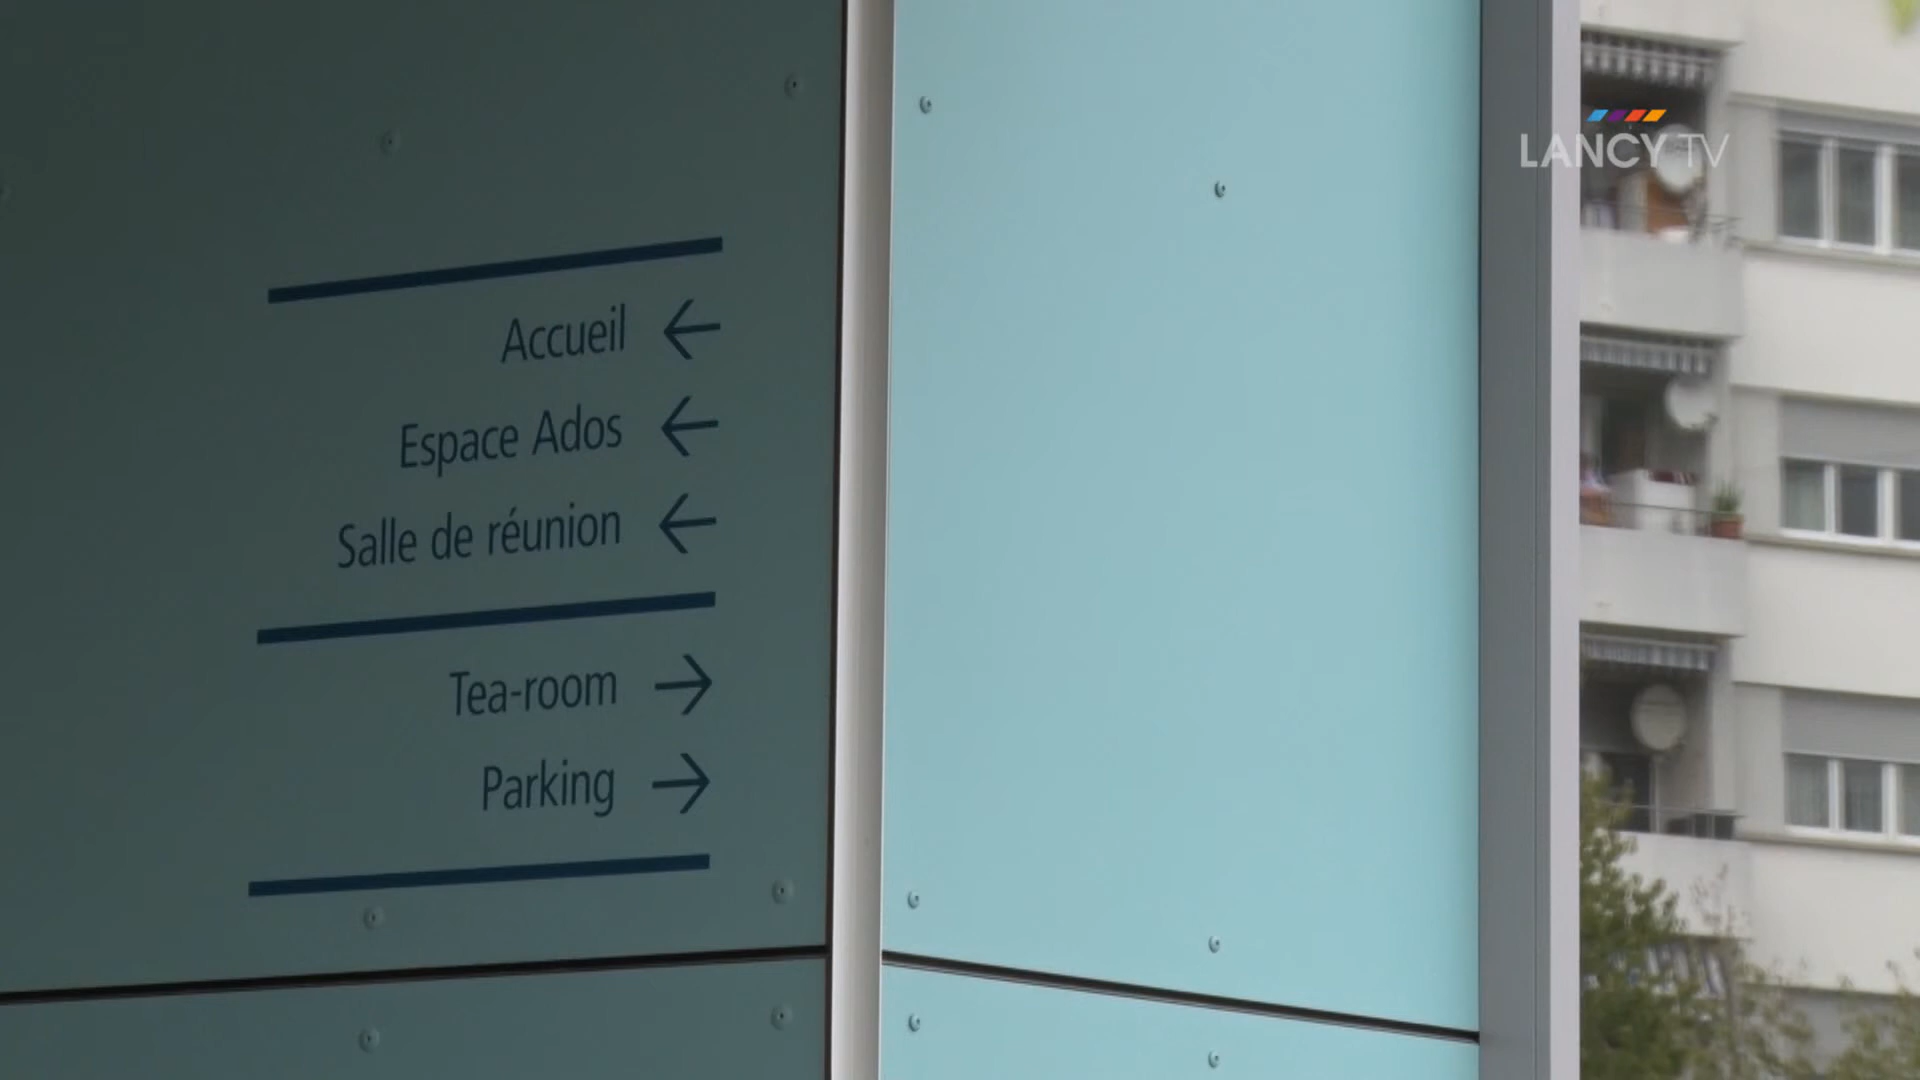 LANCY TV
Accueil ←
Espace Ados ←
Salle de réunion ←
Tea-room →
Parking →